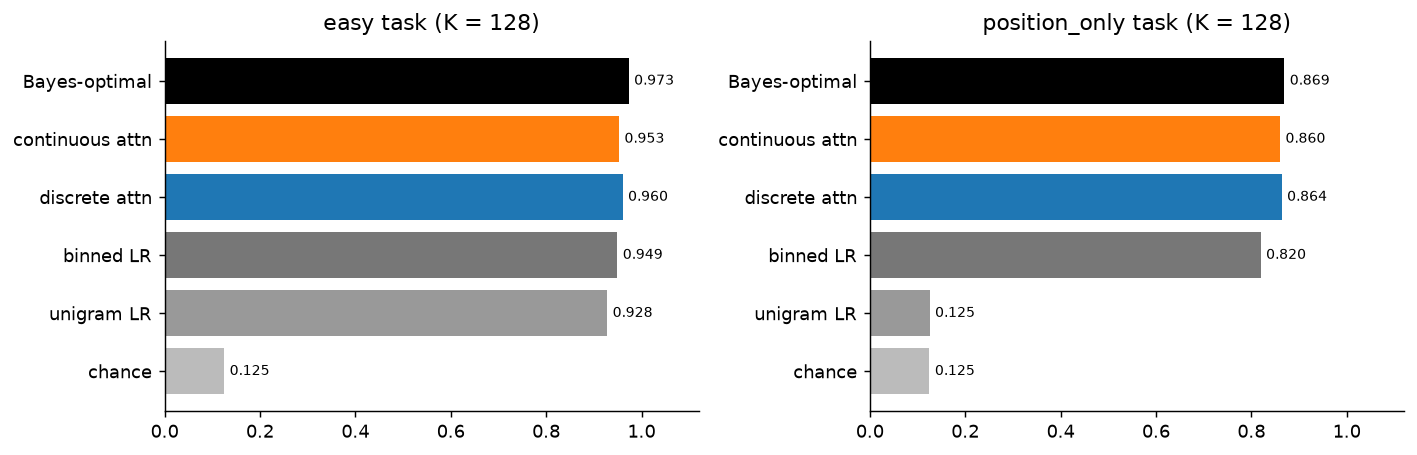 easy task (K = 128)
Bayes-optimal 0.973
continuous attn 0.953
discrete attn 0.960
binned LR 0.949
unigram LR 0.928
chance 0.125
0.0 0.2 0.4 0.6 0.8 1.0
position_only task (K = 128)
Bayes-optimal 0.869
continuous attn 0.860
discrete attn 0.864
binned LR 0.820
unigram LR 0.125
chance 0.125
0.0 0.2 0.4 0.6 0.8 1.0